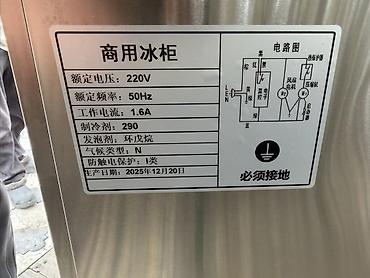 商用冰柜
额定电压：220V
额定频率：50Hz
工作电流：1.6A
制冷剂：290
发泡剂：环戊烷
气候类型：N
防触电保护：I类
生产日期：2025年12月20日
电路图
L E N
必须接地